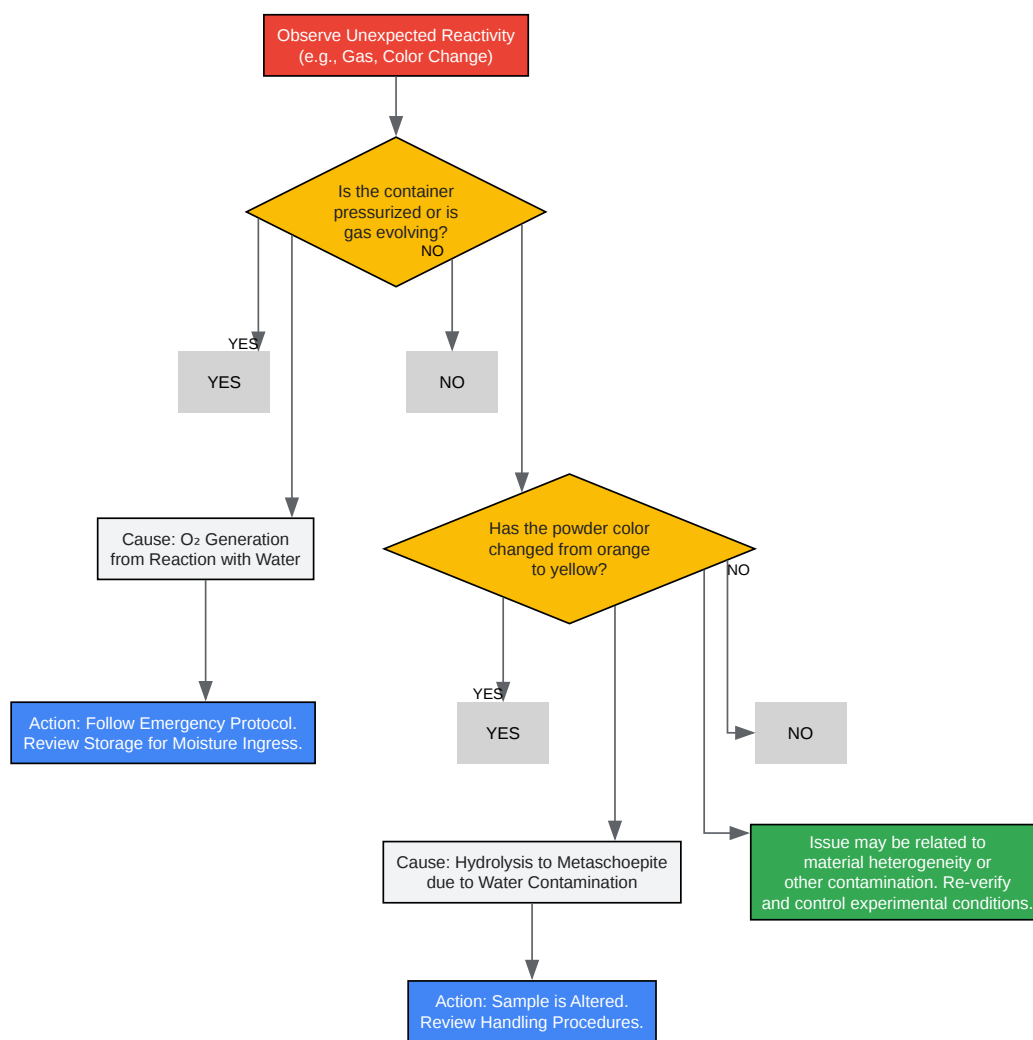 Observe Unexpected Reactivity
(e.g., Gas, Color Change)
Is the container
pressurized or is
gas evolving?
NO
YES
YES
NO
Has the powder color
changed from orange
to yellow?
NO
Cause: O₂ Generation
from Reaction with Water
YES
YES
NO
Action: Follow Emergency Protocol.
Review Storage for Moisture Ingress.
Issue may be related to
material heterogeneity or
other contamination. Re-verify
and control experimental conditions.
Cause: Hydrolysis to Metaschoepite
due to Water Contamination
Action: Sample is Altered.
Review Handling Procedures.